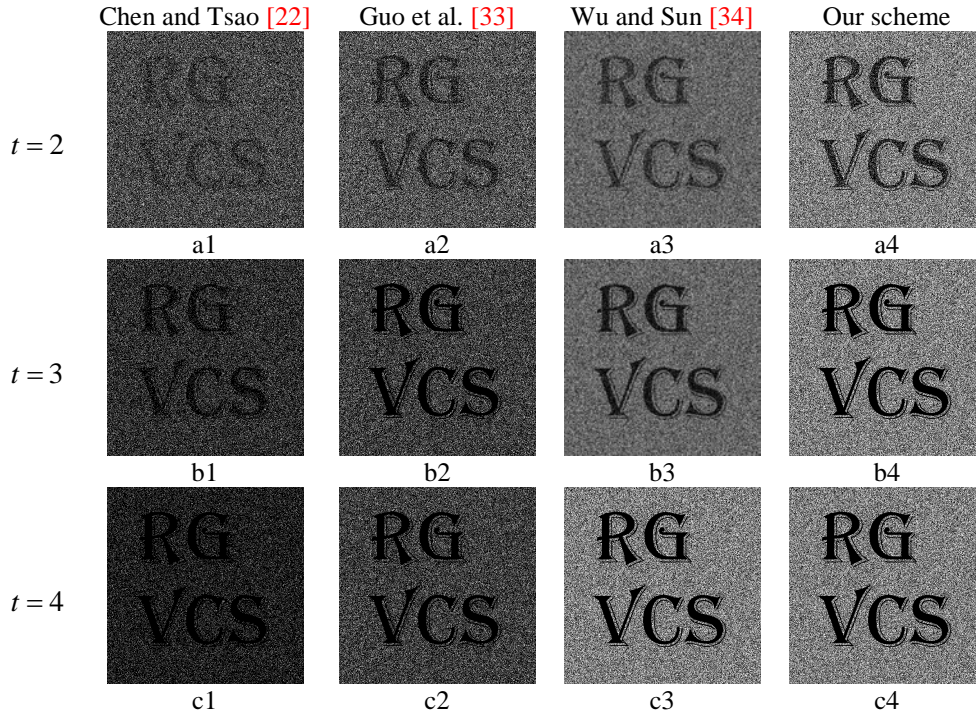 Chen and Tsao [22] Guo et al. [33] Wu and Sun [34] Our scheme
RG RG RG RG
t = 2
VCS VCS VCS VCS
a1 a2 a3 a4
RG RG RG RG
t = 3
VCS VCS VCS VCS
b1 b2 b3 b4
RG RG RG RG
t = 4
VCS VCS VCS VCS
c1 c2 c3 c4